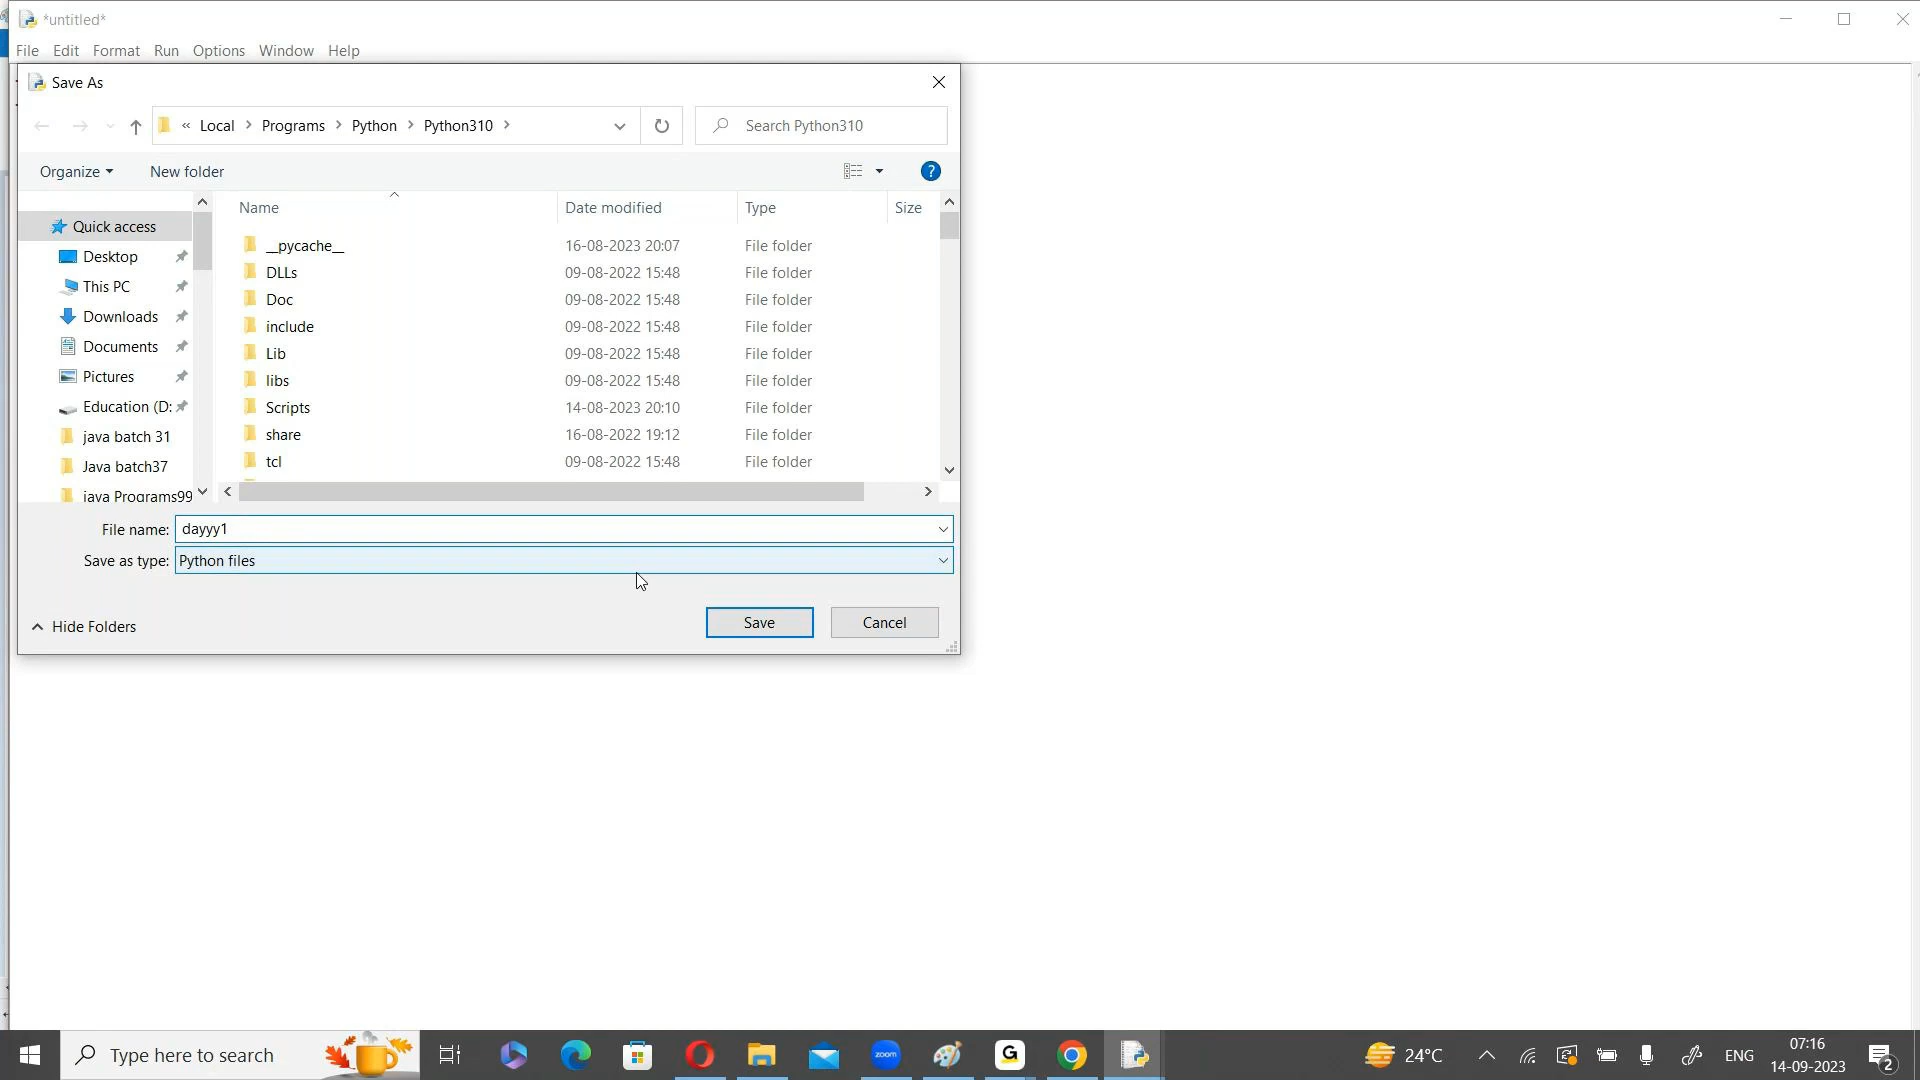 *untitled*
File Edit Format Run Options Window Help
Save As
« Local > Programs > Python > Python310 >
Search Python310
Organize New folder
?
Name Date modified Type Size
Quick access
Desktop
This PC
Downloads
Documents
Pictures
Education (D:
java batch 31
Java batch37
java Programs99
__pycache__ 16-08-2023 20:07 File folder
DLLs 09-08-2022 15:48 File folder
Doc 09-08-2022 15:48 File folder
include 09-08-2022 15:48 File folder
Lib 09-08-2022 15:48 File folder
libs 09-08-2022 15:48 File folder
Scripts 14-08-2023 20:10 File folder
share 16-08-2022 19:12 File folder
tcl 09-08-2022 15:48 File folder
File name: dayyy1
Save as type: Python files
Hide Folders
Save Cancel
Type here to search
zoom
G
24°C
ENG
07:16
14-09-2023
2